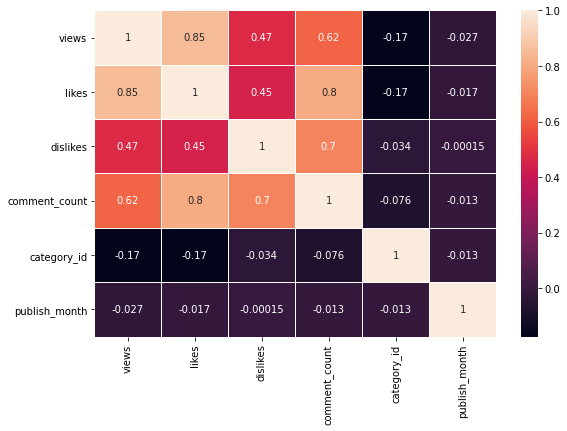 views 1 0.85 0.47 0.62 -0.17 -0.027
likes 0.85 1 0.45 0.8 -0.17 -0.017
dislikes 0.47 0.45 1 0.7 -0.034 -0.00015
comment_count 0.62 0.8 0.7 1 -0.076 -0.013
category_id -0.17 -0.17 -0.034 -0.076 1 -0.013
publish_month -0.027 -0.017 -0.00015 -0.013 -0.013 1
views likes dislikes comment_count category_id publish_month
1.0
0.8
0.6
0.4
0.2
0.0